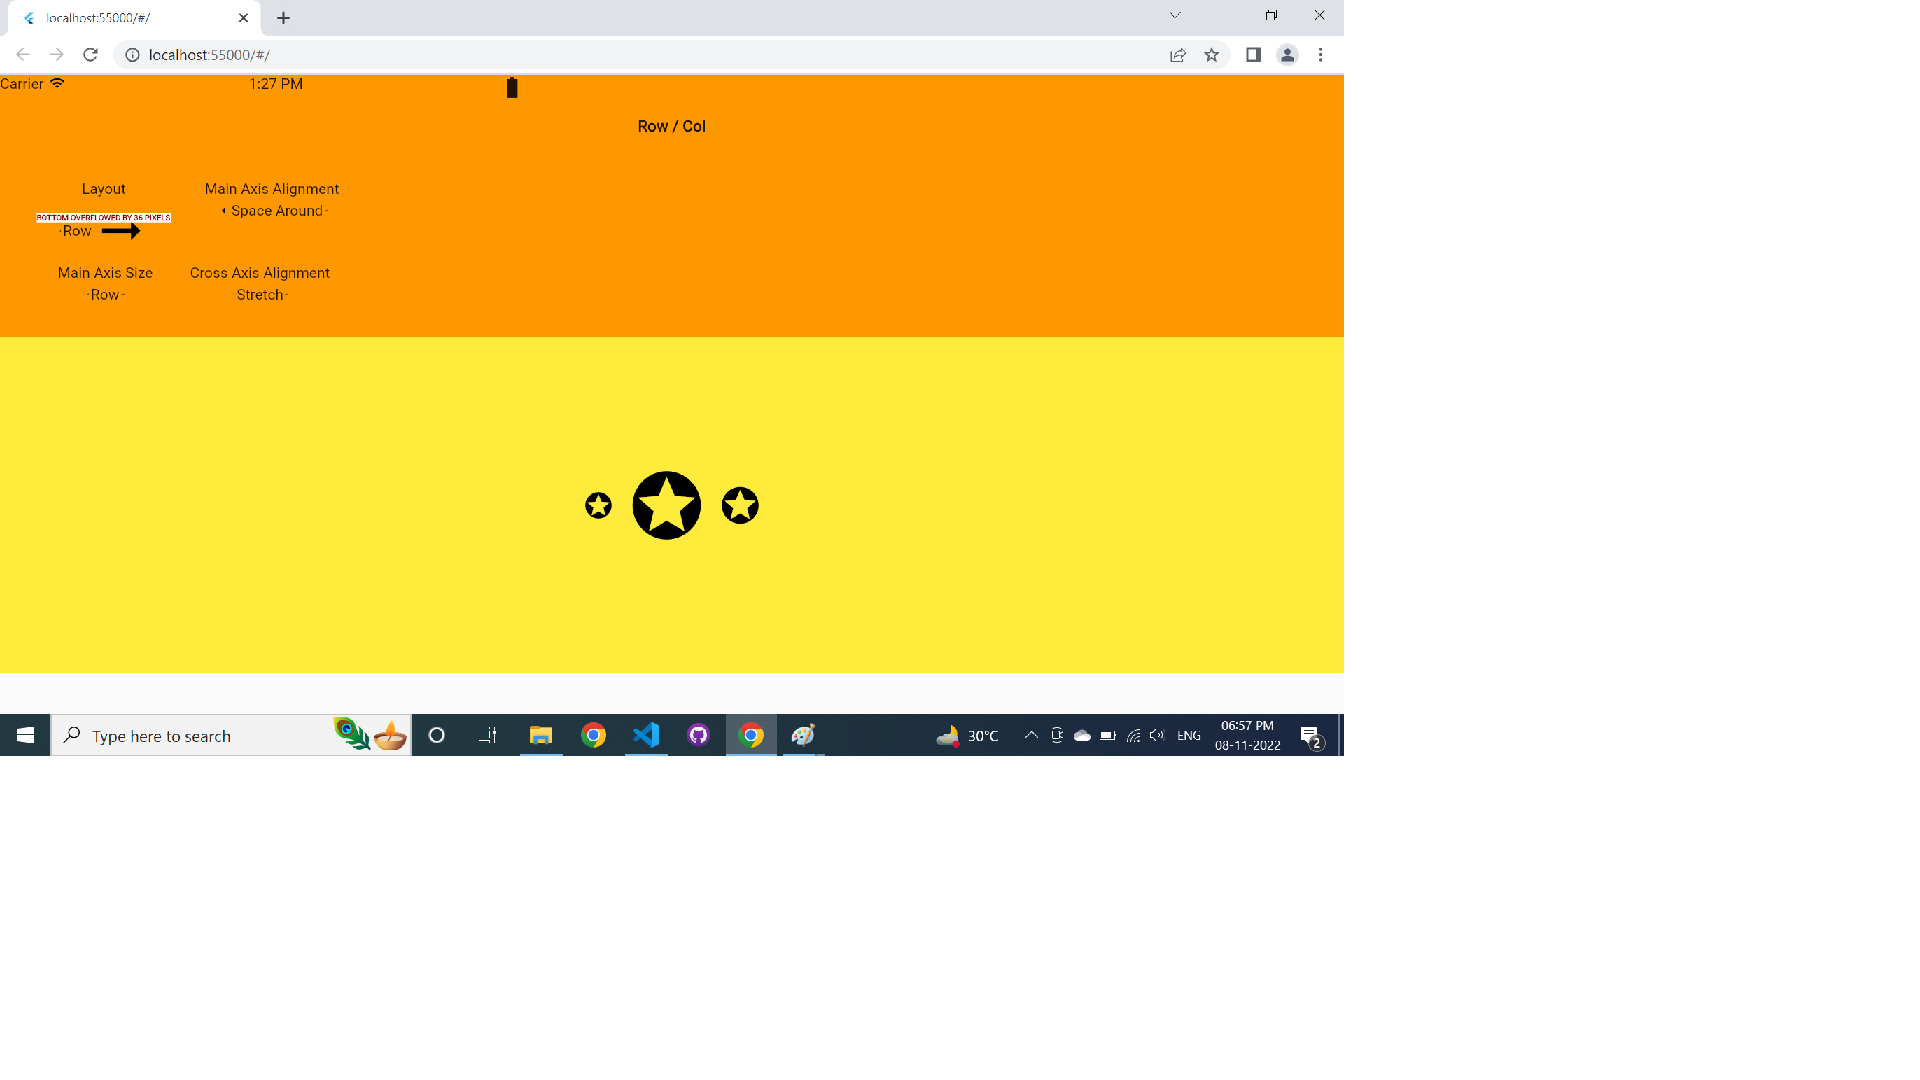 localhost:55000/#/
localhost:55000/#/
Carrier
1:27 PM
Row / Col
Layout
Main Axis Alignment
Space Around-
BOTTOM OVERFLOWED BY 36 PIXELS
-Row
Main Axis Size
Cross Axis Alignment
-Row-
Stretch-
Type here to search
30°C
ENG
06:57 PM
08-11-2022
2